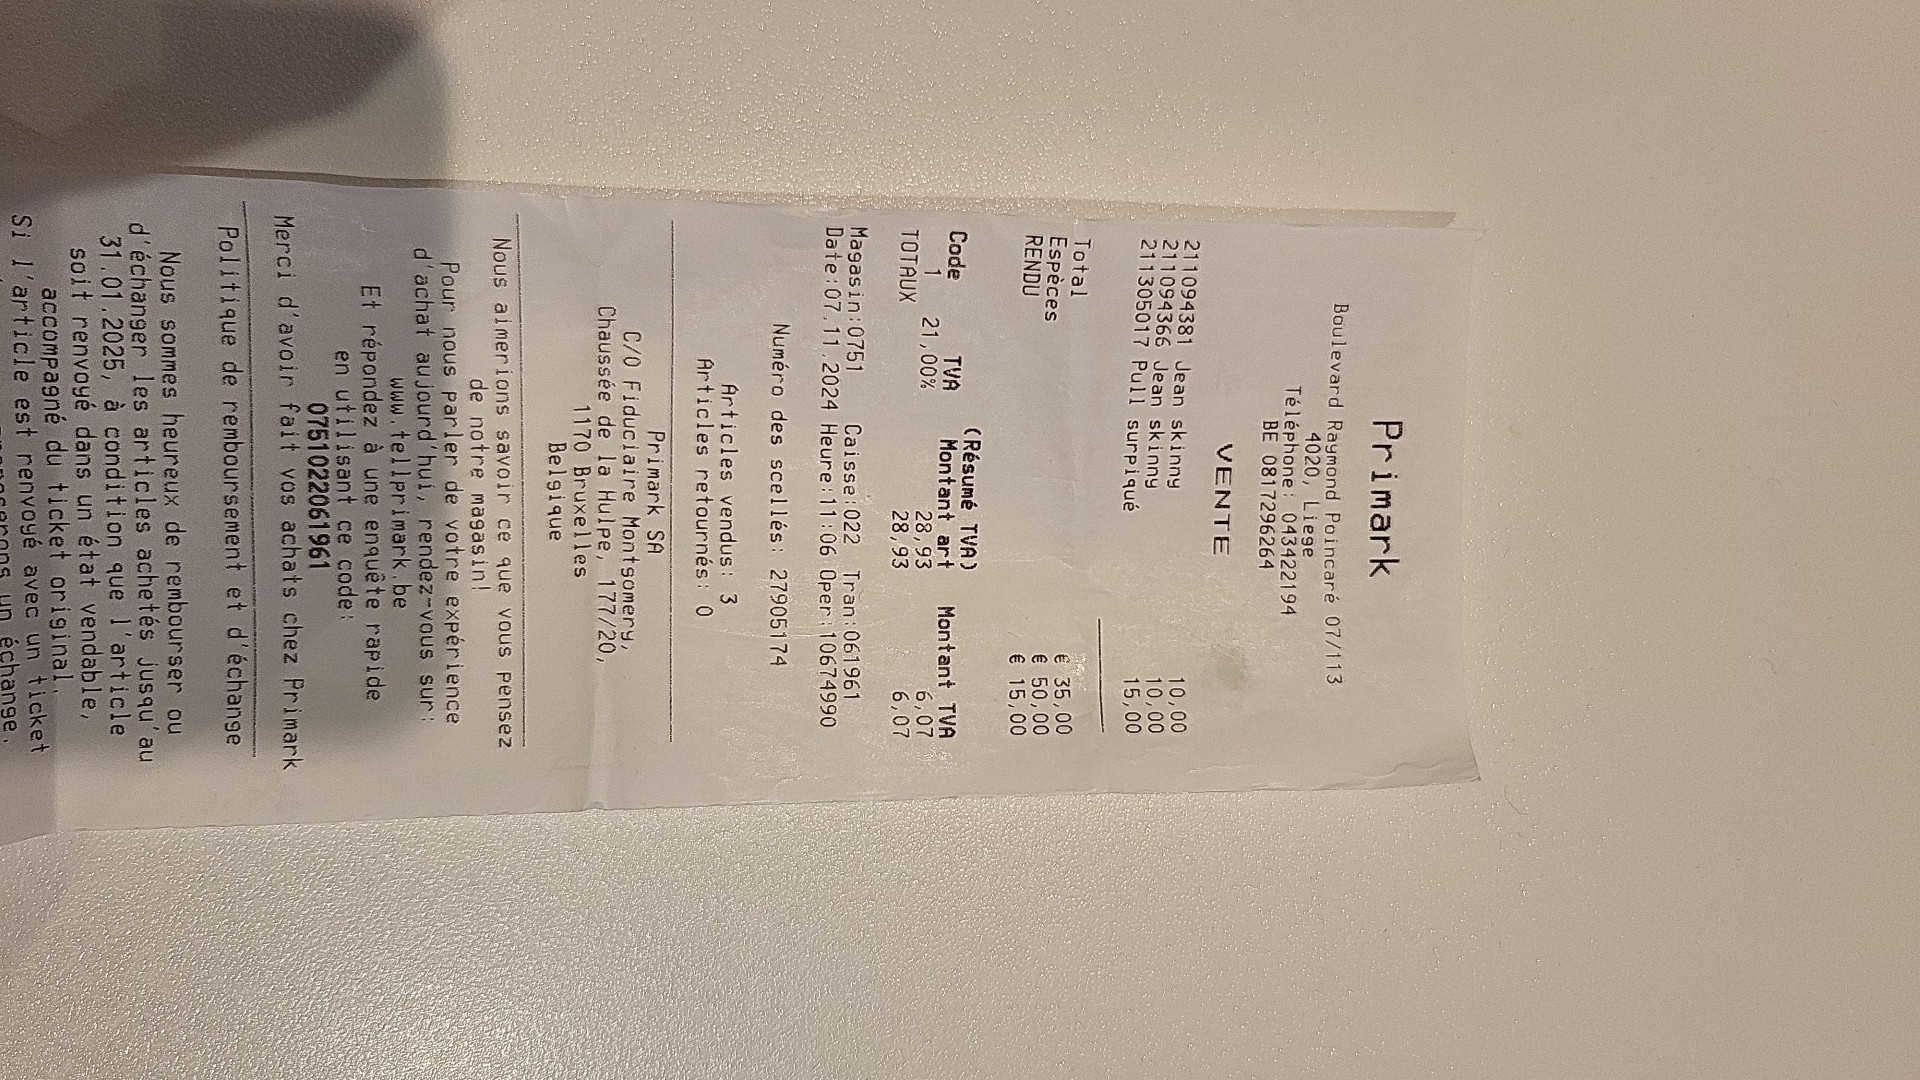 Primark
Boulevard Raymond Poincaré 07/113
4020, Liege
Téléphone: 043422194
BE 0817296264
VENTE
211094381 Jean skinny 10,00
211094366 Jean skinny 10,00
211305017 Pull surpiqué 15,00
Total € 35,00
Espèces € 50,00
RENDU € 15,00
(Résumé TVA)
Code TVA Montant art Montant TVA
1 21,00% 28,93 6,07
TOTAUX 28,93 6,07
Magasin:0751 Caisse:022 Tran:061961
Date:07.11.2024 Heure:11:06 Oper:10674990
Numéro des scellés: 27905174
Articles vendus: 3
Articles retournés: 0
Primark SA
C/O Fiduciaire Montgomery,
Chaussée de la Hulpe, 177/20,
1170 Bruxelles
Belgique
Nous aimerions savoir ce que vous pensez
de notre magasin!
Pour nous parler de votre expérience
d'achat aujourd'hui, rendez-vous sur:
www.tellprimark.be
Et répondez à une enquête rapide
en utilisant ce code:
075102206​1961
Merci d'avoir fait vos achats chez Primark
Politique de remboursement et d'échange
Nous sommes heureux de rembourser ou
d'échanger les articles achetés jusqu'au
31.01.2025, à condition que l'article
soit renvoyé dans un état vendable,
accompagné du ticket original.
Si l'article est renvoyé avec un ticket
un échange.